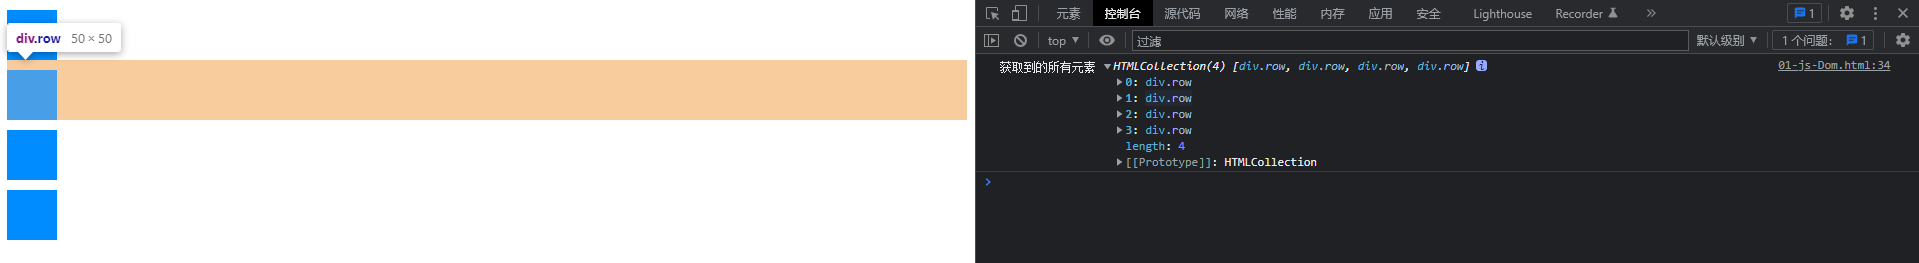 div.row 50 × 50
元素 控制台 源代码 网络 性能 内存 应用 安全 Lighthouse Recorder » 1
top 过滤 默认级别 1 个问题: 1
获取到的所有元素 HTMLCollection(4) [div.row, div.row, div.row, div.row] i 01-js-Dom.html:34
0: div.row
1: div.row
2: div.row
3: div.row
length: 4
[[Prototype]]: HTMLCollection